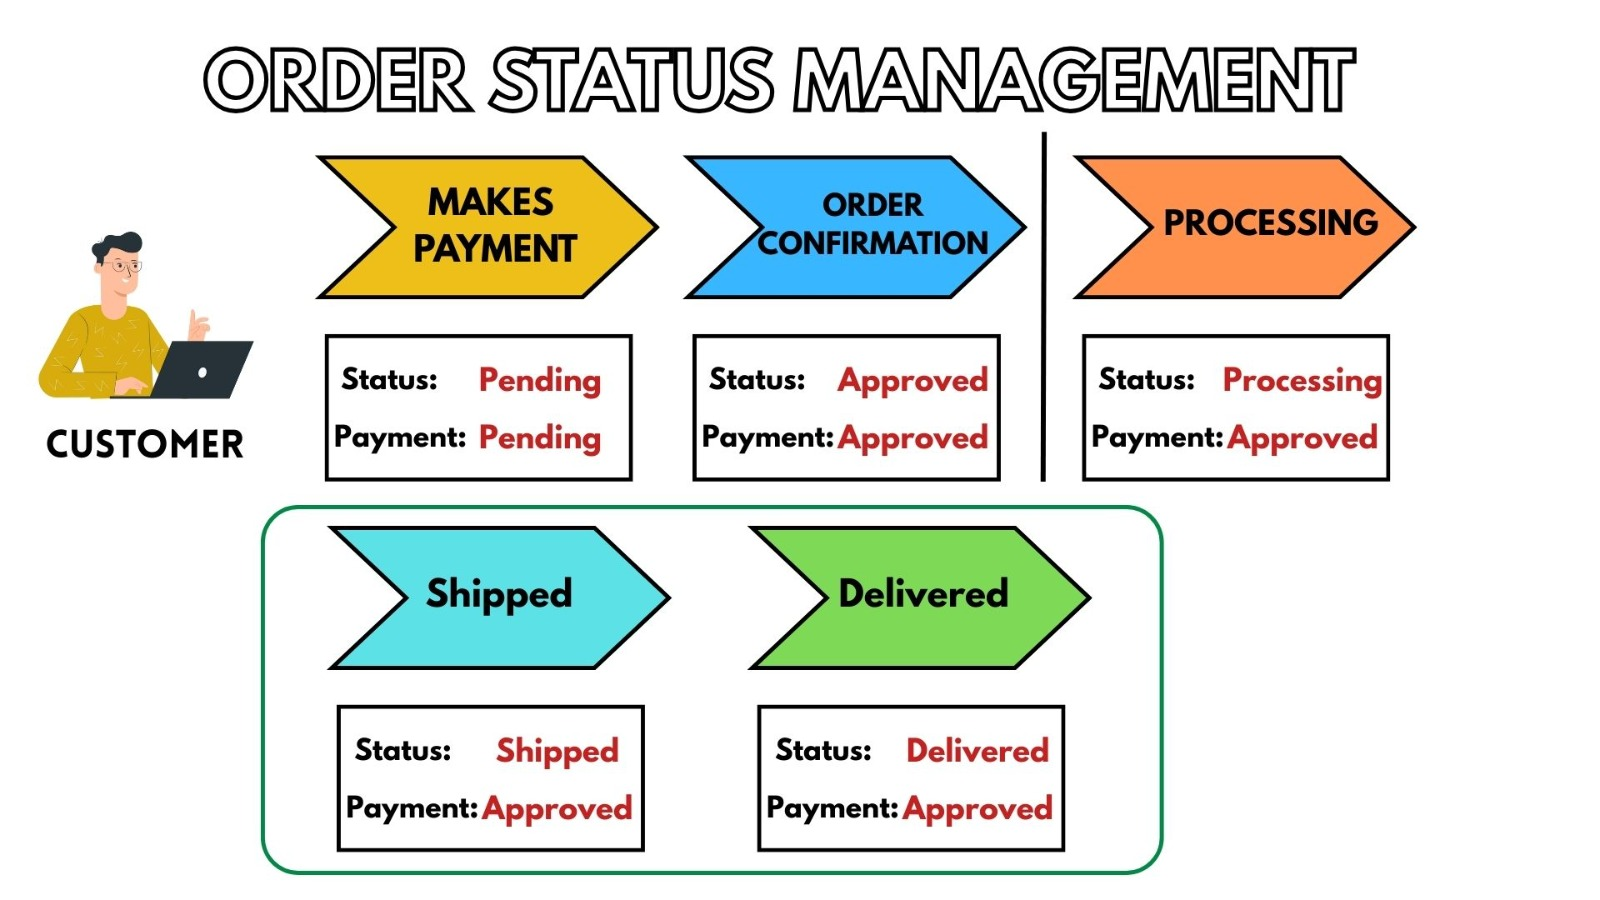 ORDER STATUS MANAGEMENT
MAKES
PAYMENT
ORDER
CONFIRMATION
PROCESSING
CUSTOMER
Status: Pending
Payment: Pending
Status: Approved
Payment: Approved
Status: Processing
Payment: Approved
Shipped
Delivered
Status: Shipped
Payment: Approved
Status: Delivered
Payment: Approved